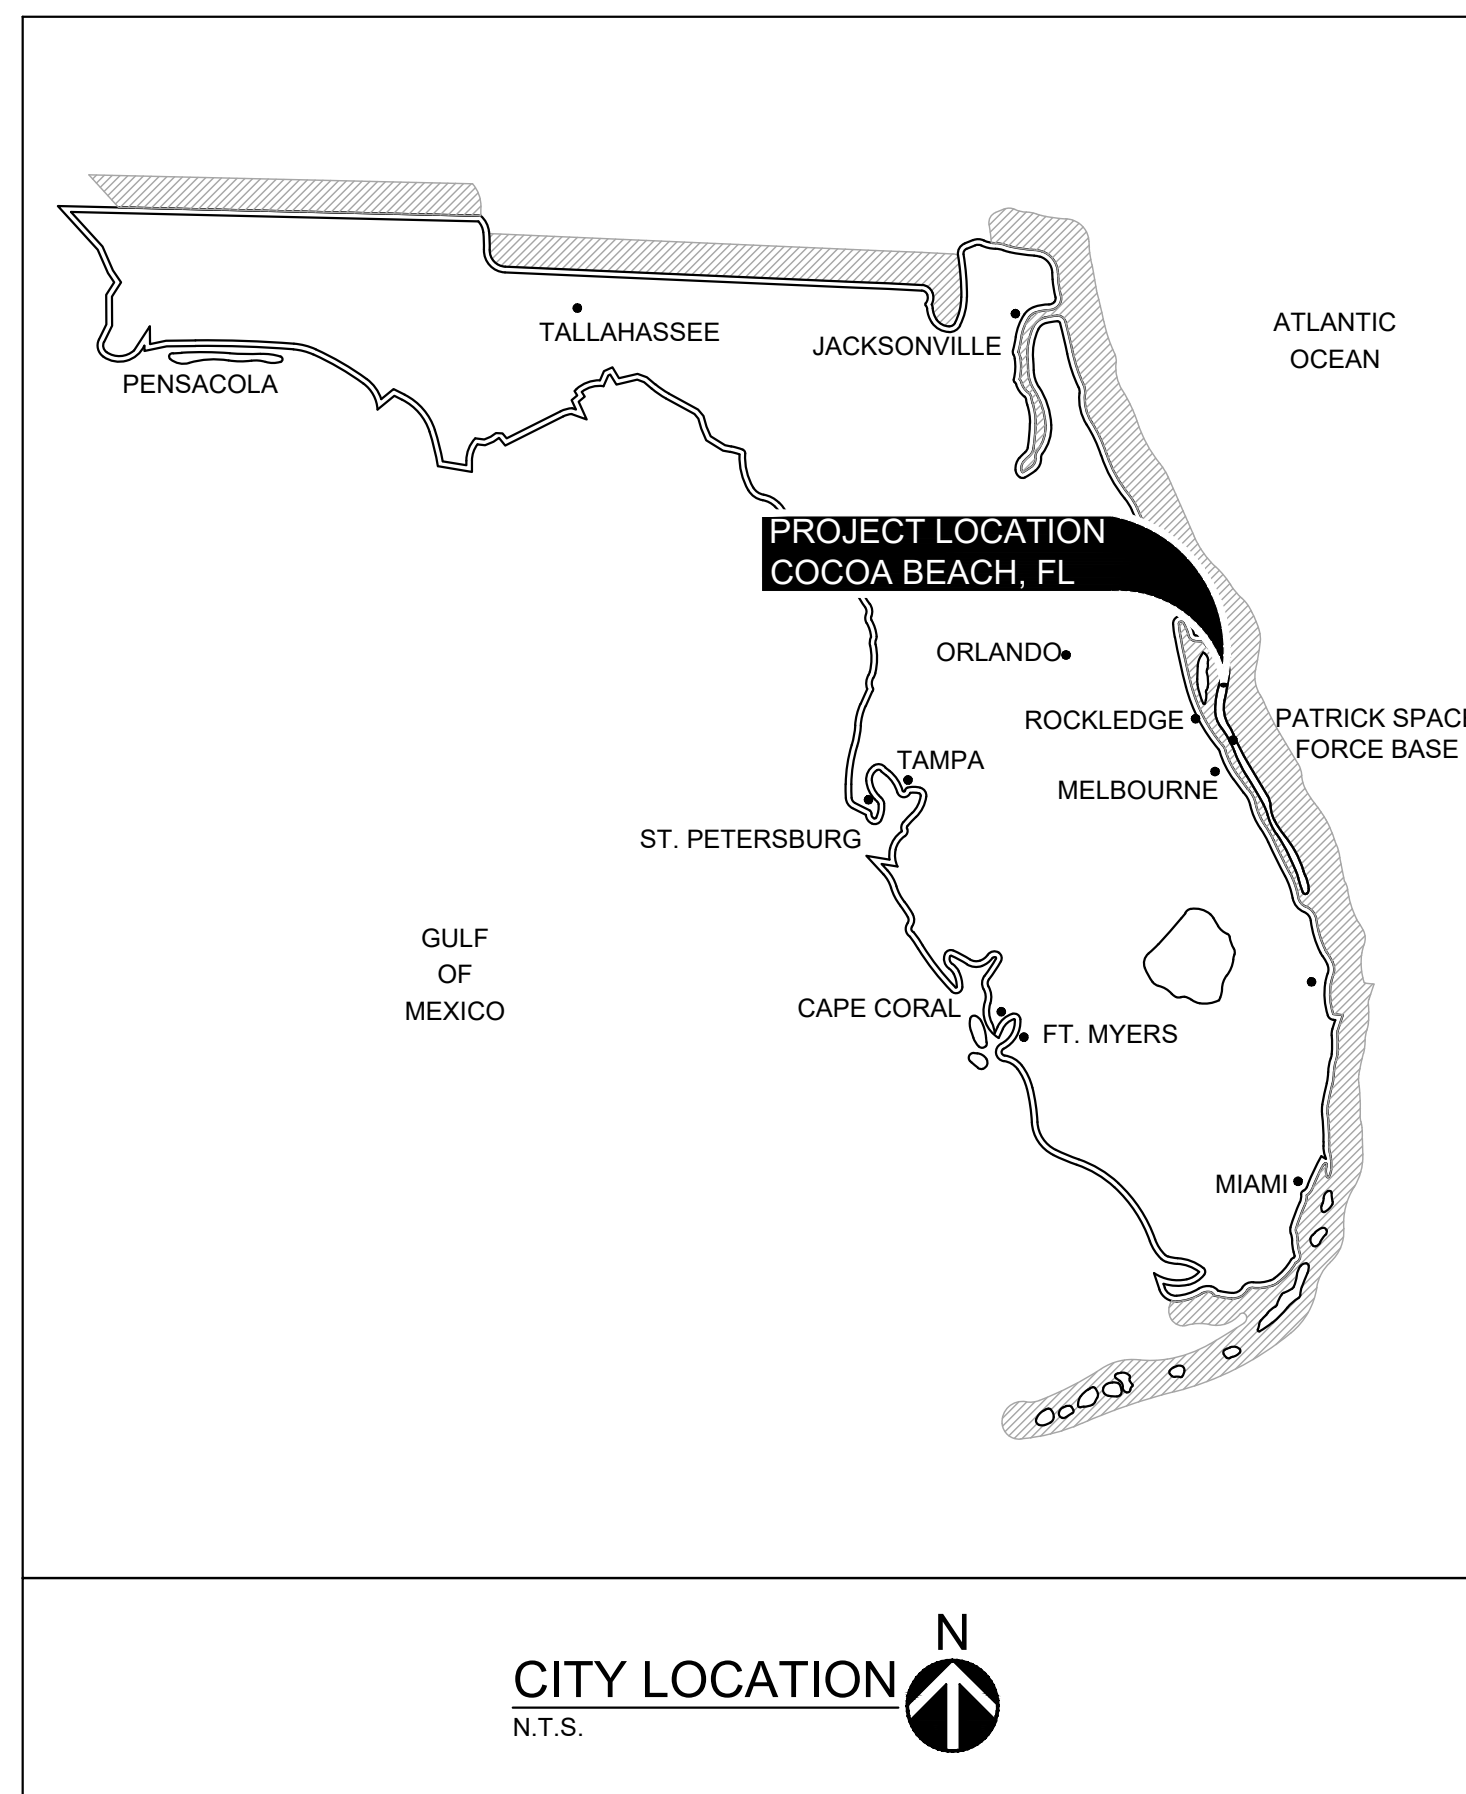 TALLAHASSEE
JACKSONVILLE
ATLANTIC
OCEAN
PENSACOLA
PROJECT LOCATION
COCOA BEACH, FL
ORLANDO
ROCKLEDGE
PATRICK SPACE
FORCE BASE
TAMPA
MELBOURNE
ST. PETERSBURG
GULF
OF
MEXICO
CAPE CORAL
FT. MYERS
MIAMI
N
CITY LOCATION
N.T.S.